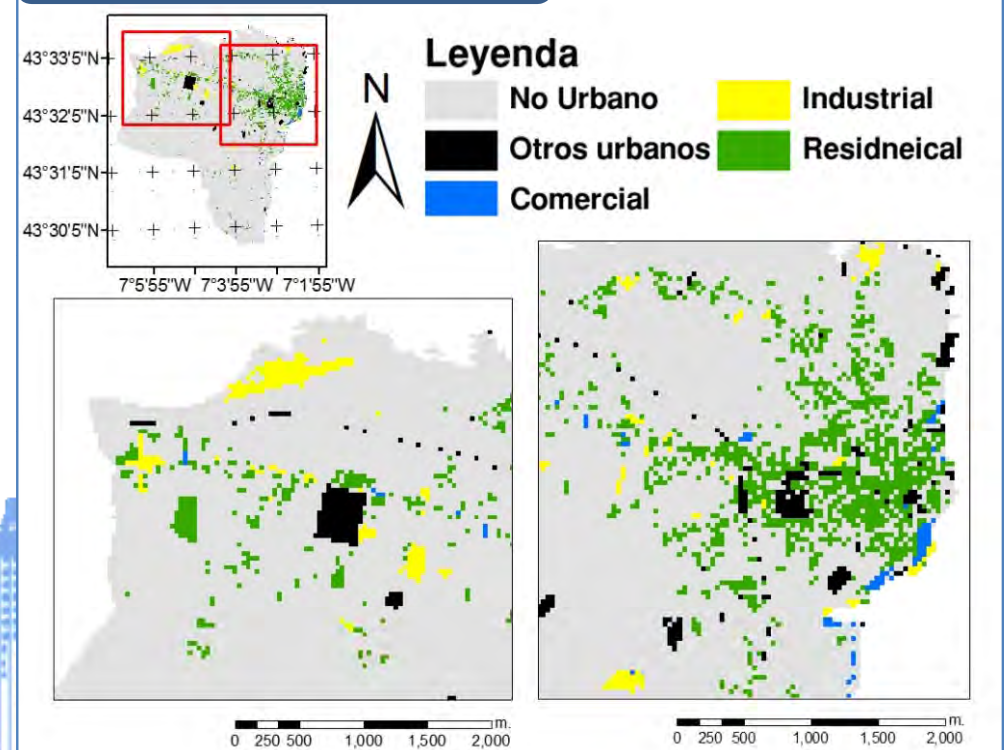 43°33'5"N
43°32'5"N
43°31'5"N
43°30'5"N
7°5'55"W 7°3'55"W 7°1'55"W
N
Leyenda
No Urbano
Industrial
Otros urbanos
Residneical
Comercial
m.
0 250 500 1,000 1,500 2,000
m.
0 250 500 1,000 1,500 2,000